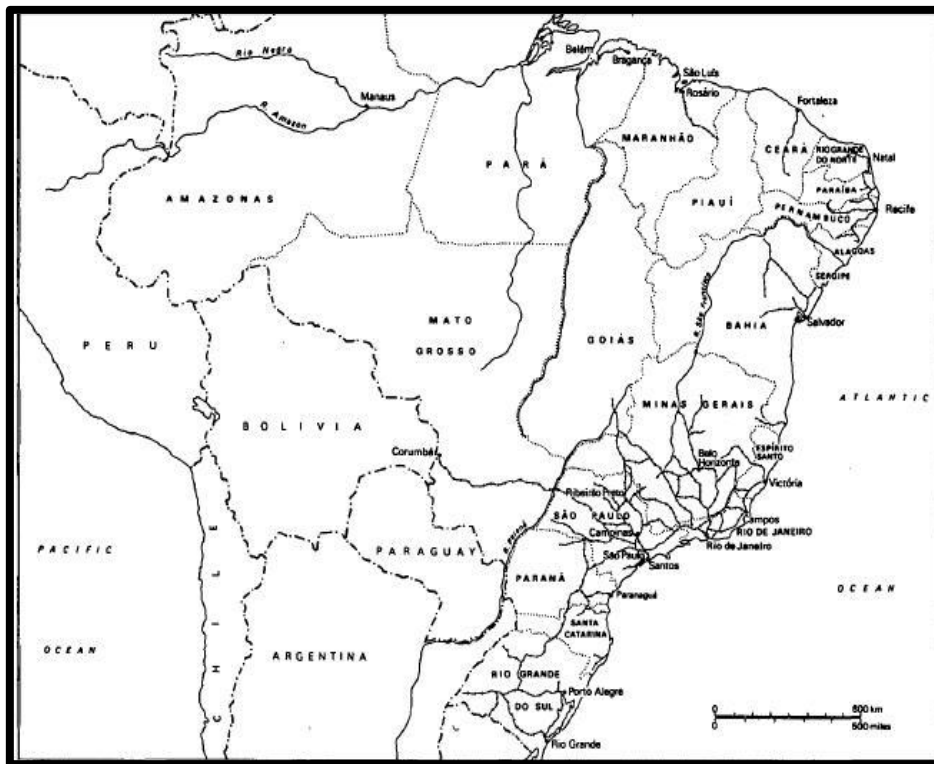 Belém
Bragança
Rio Negro
São Luís
Rosário
Manaus
R. Amazon
Fortaleza
MARANHÃO
CEARÁ
RIO GRANDE
DO NORTE
Natal
PARÁ
PARAÍBA
AMAZONAS
PIAUÍ
PERNAMBUCO
Recife
ALAGOAS
SERGIPE
R. São Francisco
MATO
GROSSO
BAHIA
Salvador
PERU
GOIÁS
ATLANTIC
MINAS GERAIS
BOLIVIA
Corumbá
Belo
Horizonte
ESPÍRITO
SANTO
Ribeirão Preto
Victória
SÃO PAULO
Campos
RIO DE JANEIRO
Campinas
Rio de Janeiro
PACIFIC
PARAGUAY
R. Paraná
São Paulo
Santos
PARANÁ
OCEAN
Paranaguá
CHILE
SANTA
CATARINA
OCEAN
ARGENTINA
RIO GRANDE
DO SUL
Porto Alegre
0 800 km
0 500 miles
Rio Grande